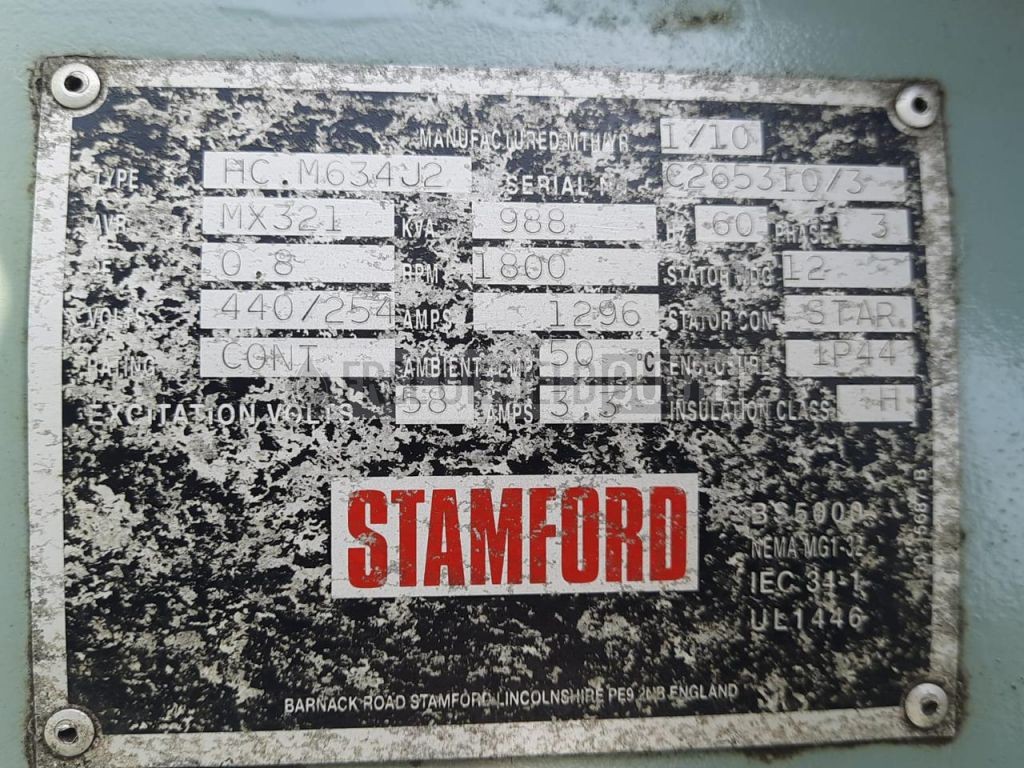 MANUFACTURED MTH/YR 1/10
TYPE HC.M634J2 SERIAL N C265310/3
AVR MX321 KVA 988 60 PHASE 3
0.8 RPM 1800 STATOR WDG 12
VOLTS 440/254 AMPS 1296 STATOR CON STAR
RATING CONT AMBIENT TEMP 50 °C ENCLOSURE IP44
EXCITATION VOLTS 58 AMPS 3.3 INSULATION CLASS H
STAMFORD
BS5000
NEMA MG1-32
IEC 34-1
UL1446
BARNACK ROAD STAMFORD LINCOLNSHIRE PE9 2NB ENGLAND